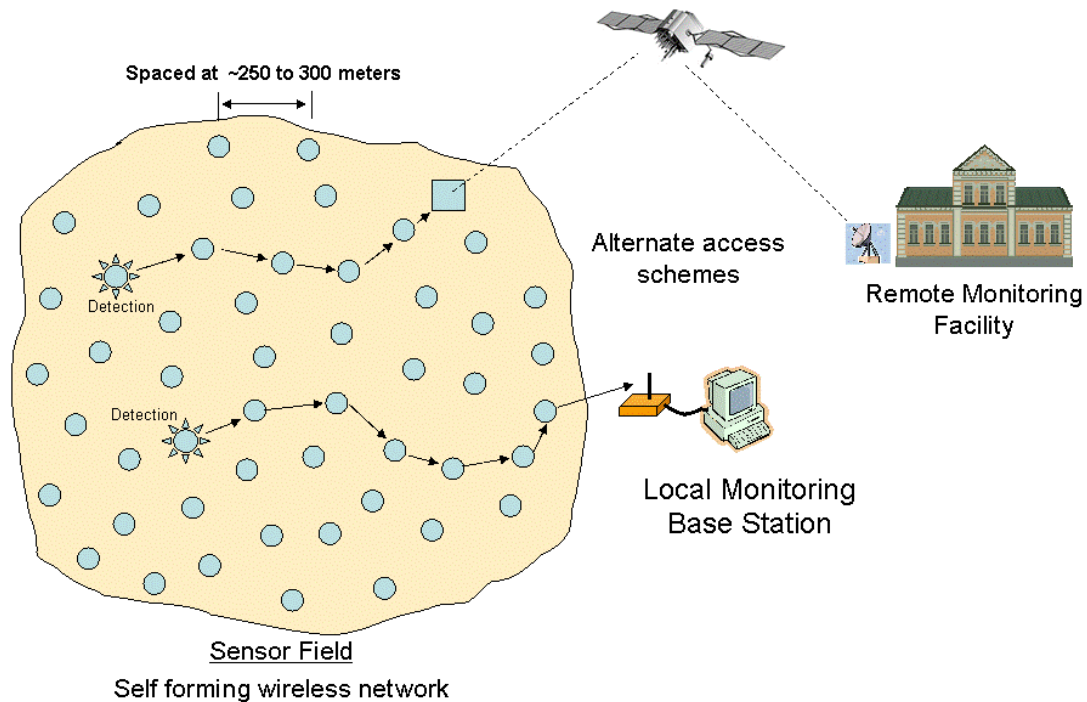 Spaced at ~250 to 300 meters
Alternate access
schemes
Remote Monitoring
Facility
Detection
Detection
Local Monitoring
Base Station
Sensor Field
Self forming wireless network